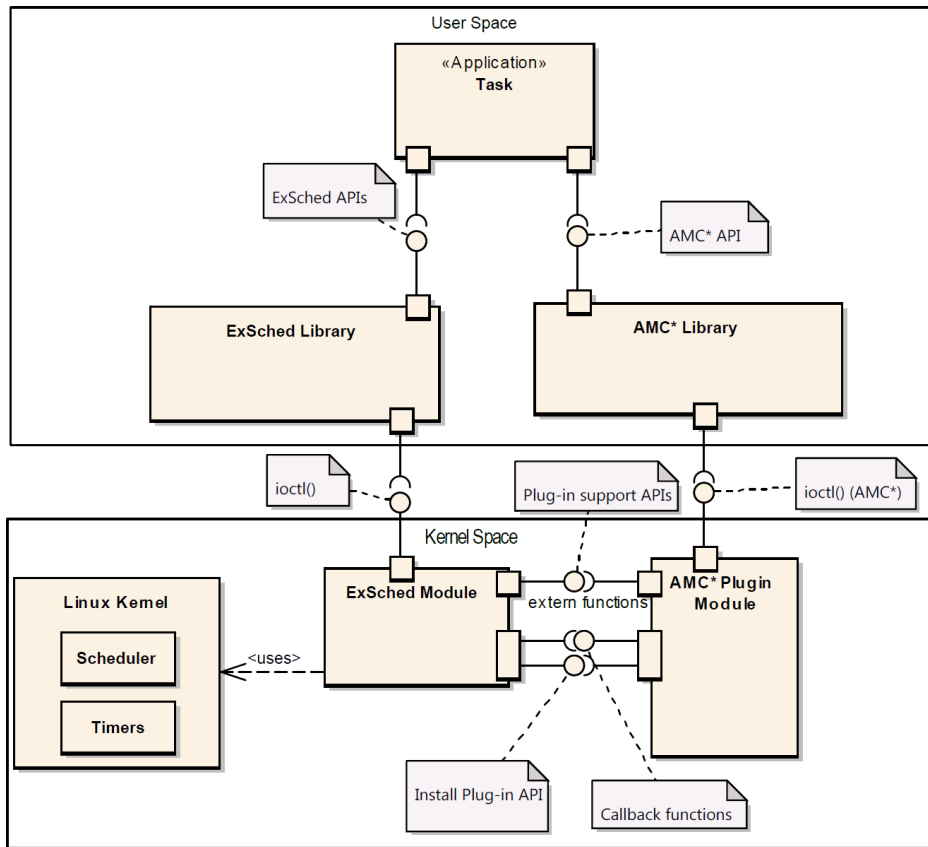 User Space
«Application»
Task
ExSched APIs
AMC* API
ExSched Library
AMC* Library
ioctl()
Plug-in support APIs
ioctl() (AMC*)
Kernel Space
Linux Kernel
Scheduler
Timers
<uses>
ExSched Module
extern functions
AMC* Plugin
Module
Install Plug-in API
Callback functions